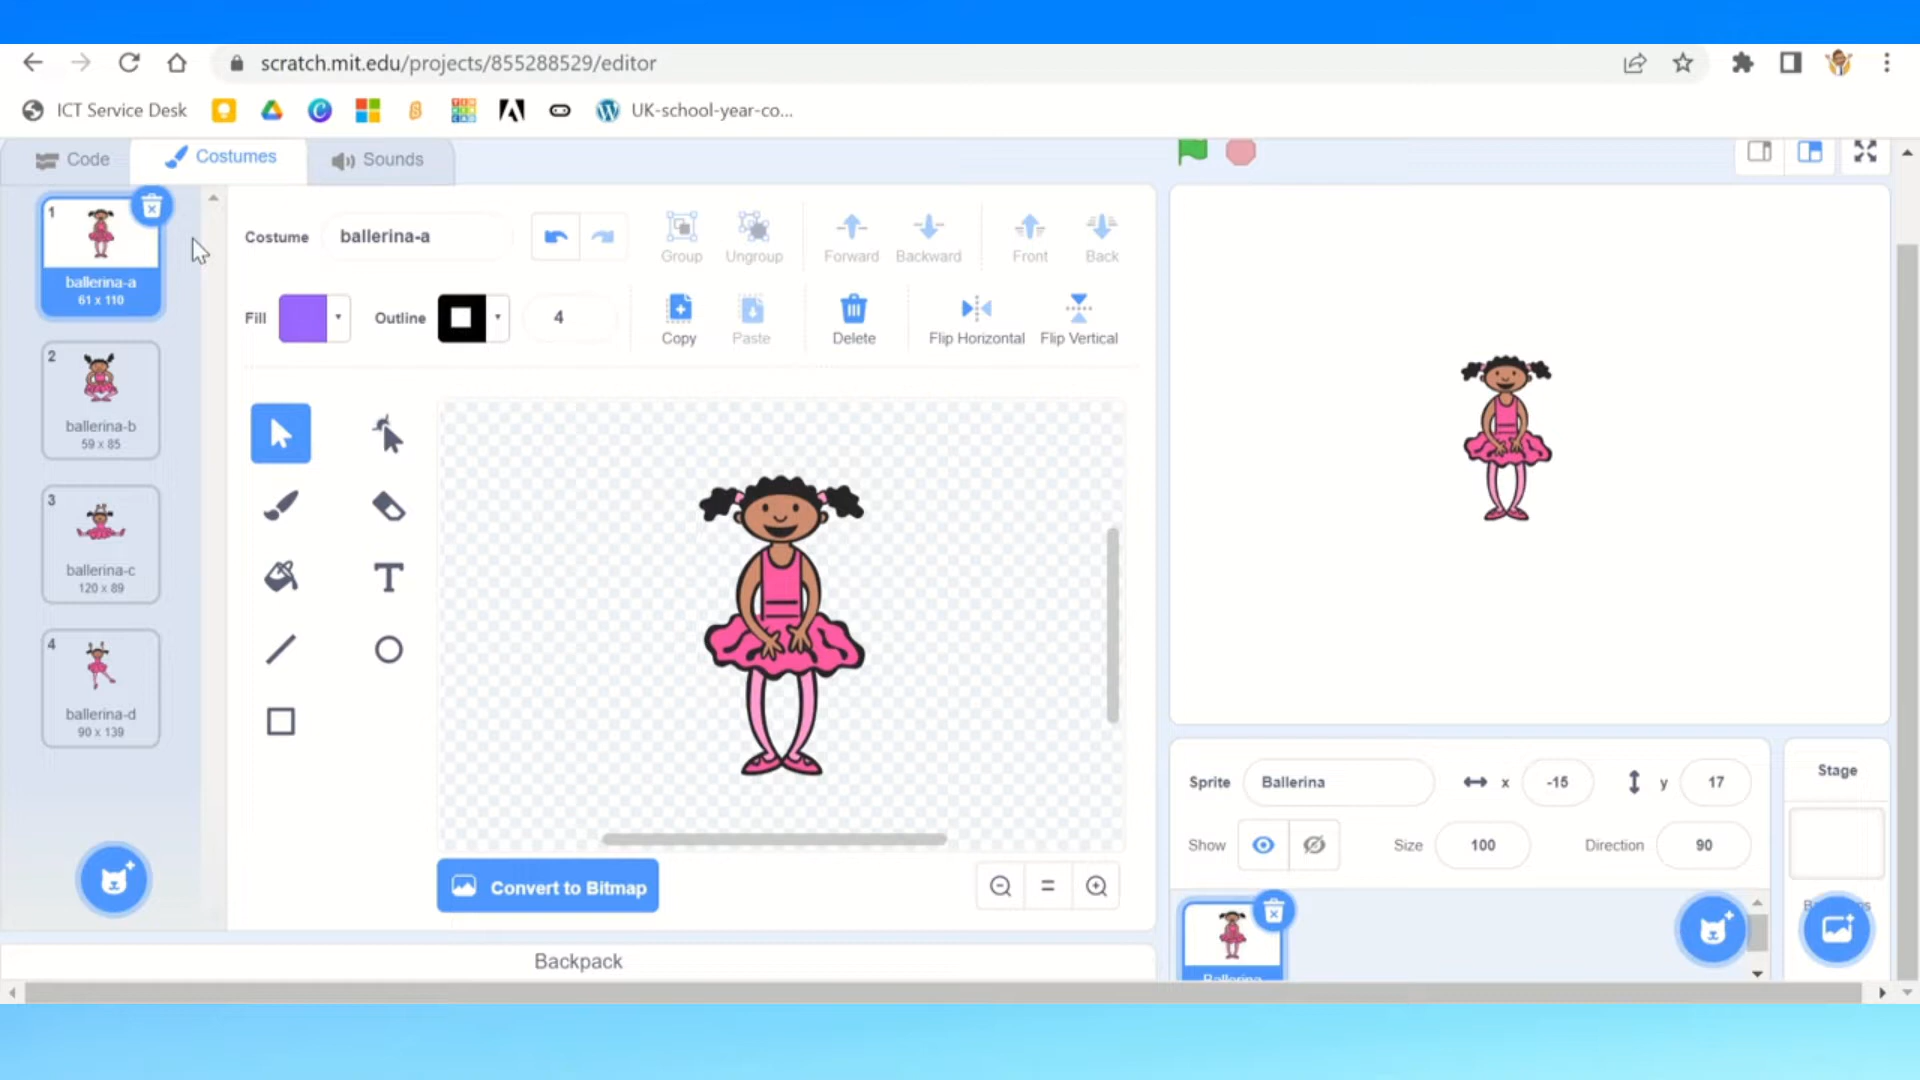 scratch.mit.edu/projects/855288529/editor
ICT Service Desk
UK-school-year-co...
Code
Costumes
Sounds
1
ballerina-a
61 x 110
2
ballerina-b
59 x 85
3
ballerina-c
120 x 89
4
ballerina-d
90 x 139
Costume
ballerina-a
Group
Ungroup
Forward
Backward
Front
Back
Fill
Outline
4
Copy
Paste
Delete
Flip Horizontal
Flip Vertical
T
Convert to Bitmap
Backpack
Sprite
Ballerina
x
-15
y
17
Show
Size
100
Direction
90
Stage
Ballerina